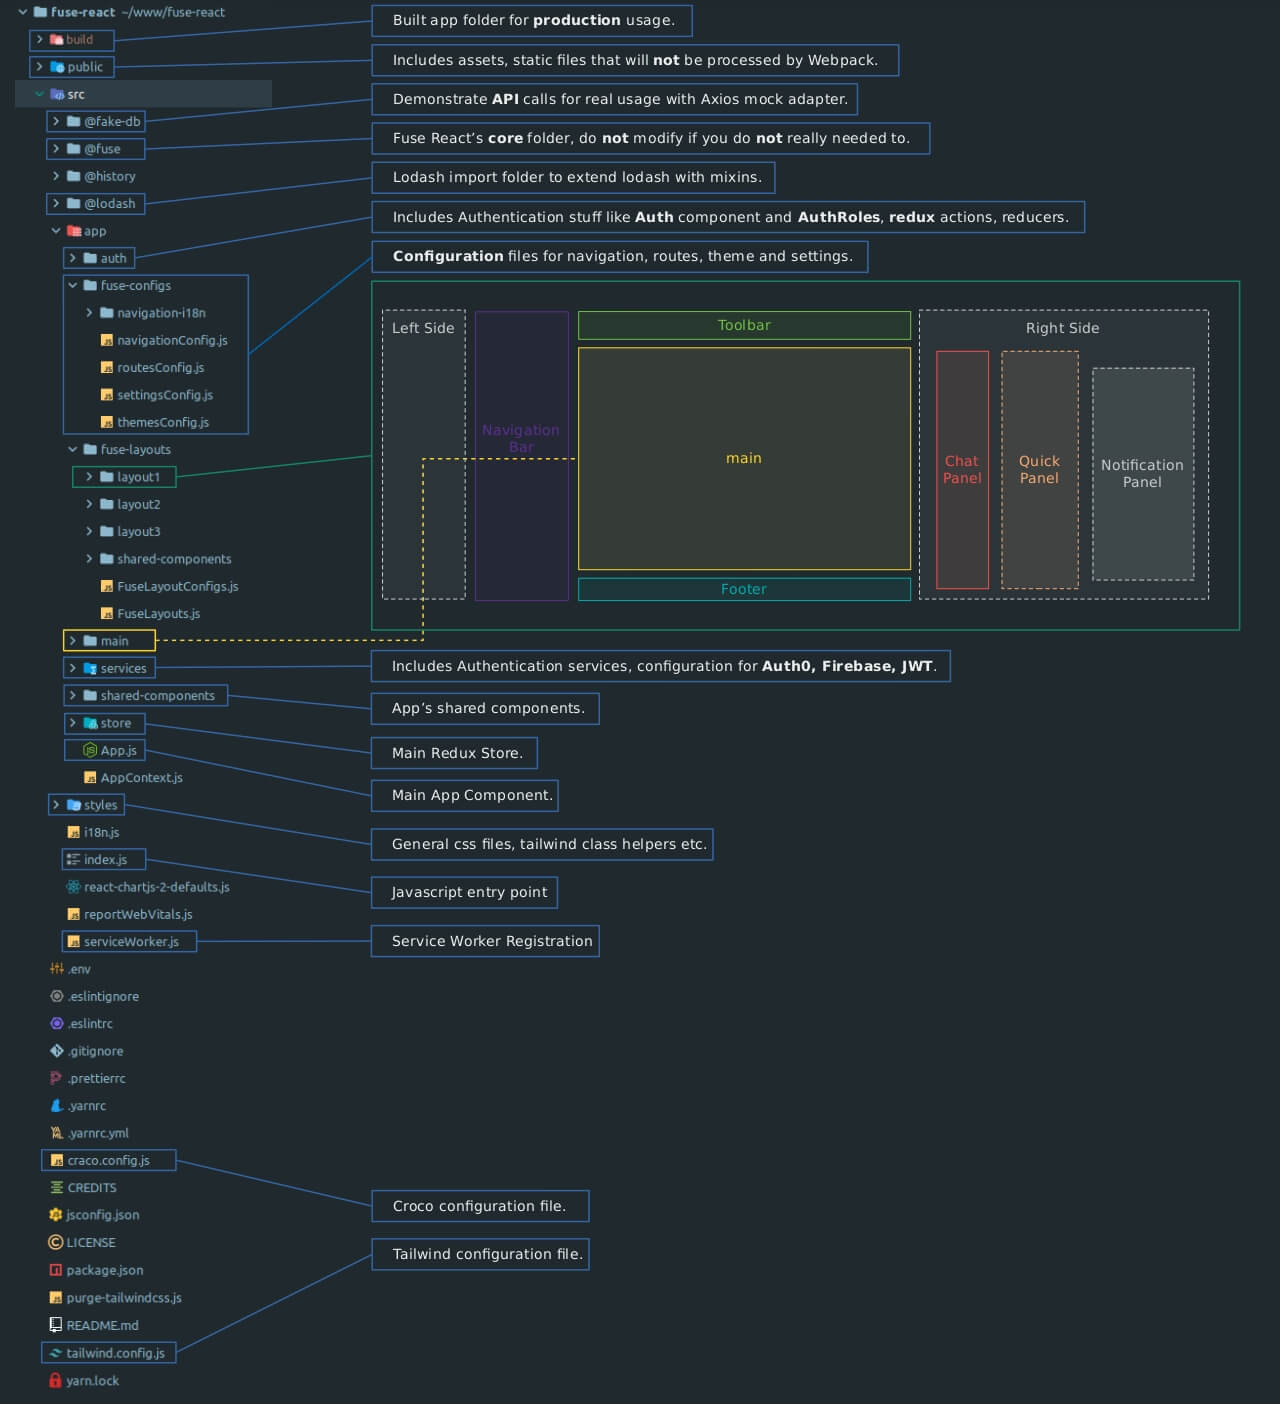 fuse-react ~/www/fuse-react
build
public
src
@fake-db
@fuse
@history
@lodash
app
auth
fuse-configs
navigation-i18n
navigationConfig.js
routesConfig.js
settingsConfig.js
themesConfig.js
fuse-layouts
layout1
layout2
layout3
shared-components
FuseLayoutConfigs.js
FuseLayouts.js
main
services
shared-components
store
App.js
AppContext.js
styles
i18n.js
index.js
react-chartjs-2-defaults.js
reportWebVitals.js
serviceWorker.js
.env
.eslintignore
.eslintrc
.gitignore
.prettierrc
.yarnrc
.yarnrc.yml
craco.config.js
CREDITS
jsconfig.json
LICENSE
package.json
purge-tailwindcss.js
README.md
tailwind.config.js
yarn.lock
Built app folder for production usage.
Includes assets, static files that will not be processed by Webpack.
Demonstrate API calls for real usage with Axios mock adapter.
Fuse React's core folder, do not modify if you do not really needed to.
Lodash import folder to extend lodash with mixins.
Includes Authentication stuff like Auth component and AuthRoles, redux actions, reducers.
Configuration files for navigation, routes, theme and settings.
Left Side
Navigation
Bar
Toolbar
main
Footer
Right Side
Chat
Panel
Quick
Panel
Notification
Panel
Includes Authentication services, configuration for Auth0, Firebase, JWT.
App's shared components.
Main Redux Store.
Main App Component.
General css files, tailwind class helpers etc.
Javascript entry point
Service Worker Registration
Croco configuration file.
Tailwind configuration file.